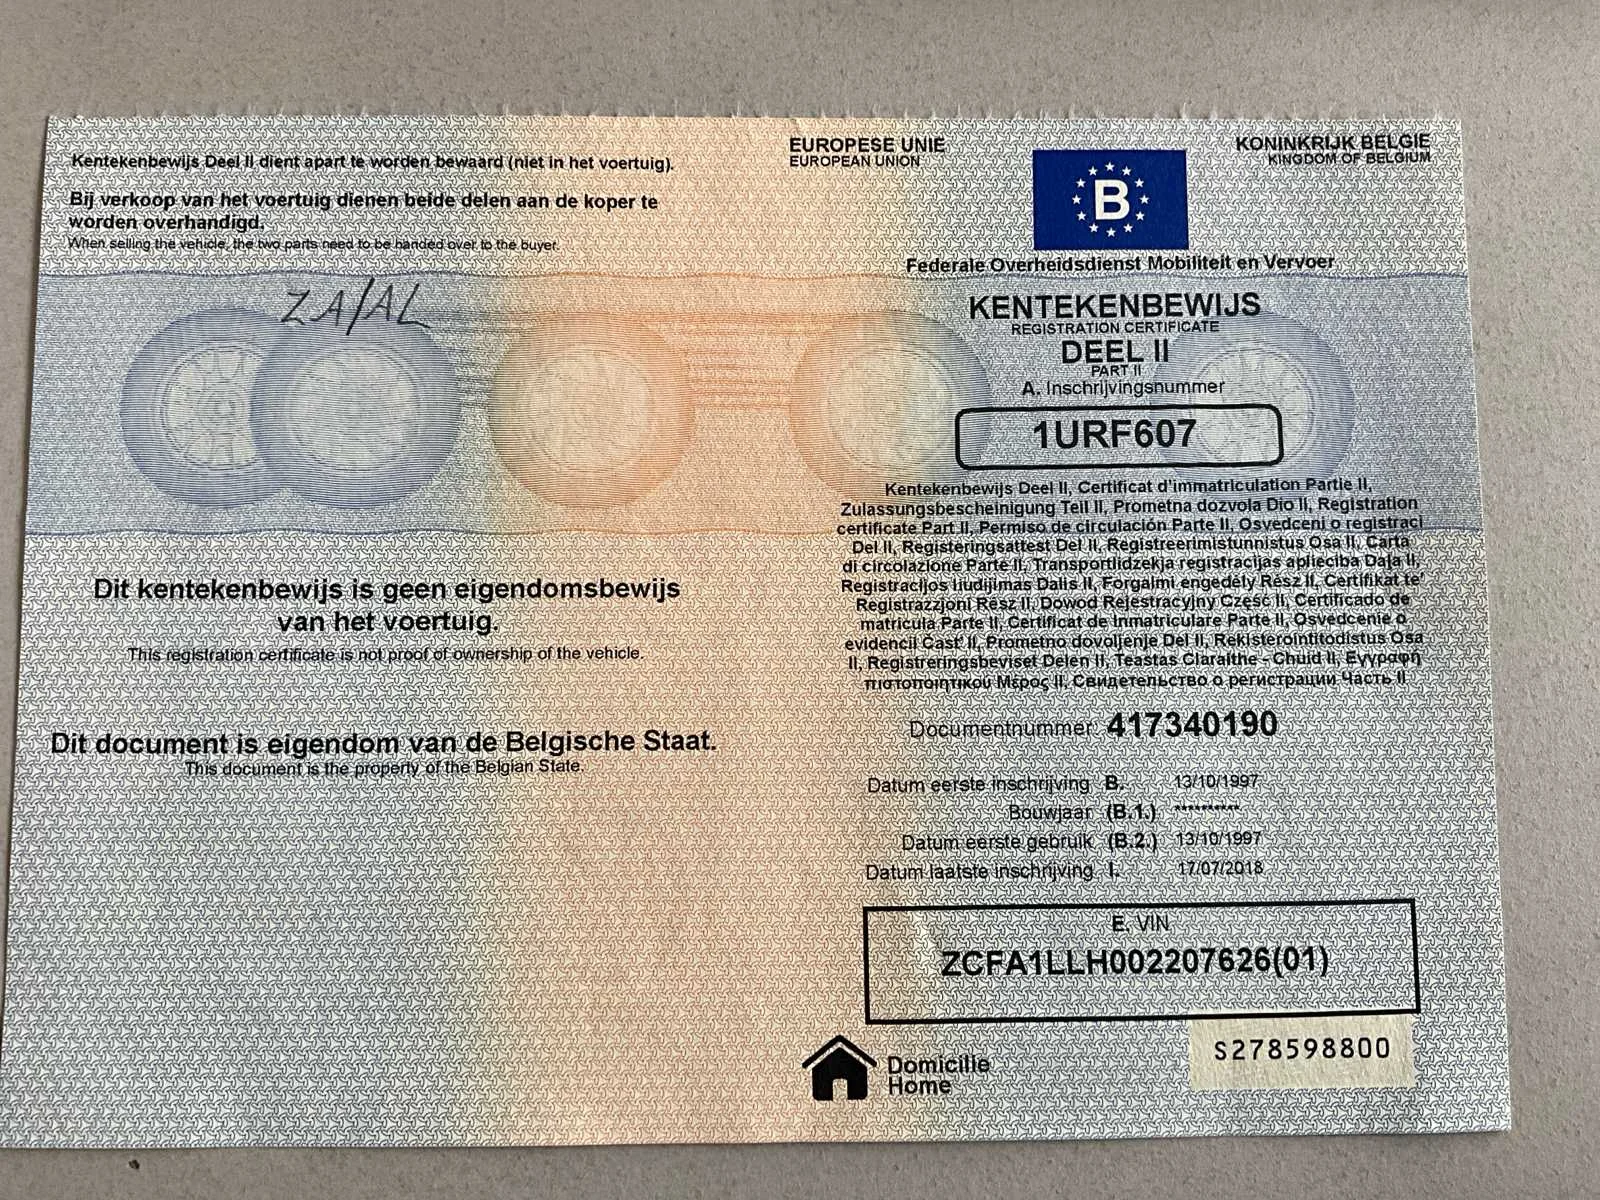 Kentekenbewijs Deel II dient apart te worden bewaard (niet in het voertuig).
Bij verkoop van het voertuig dienen beide delen aan de koper te
worden overhandigd.
When selling the vehicle, the two parts need to be handed over to the buyer.
ZA/AL
Dit kentekenbewijs is geen eigendomsbewijs
van het voertuig.
This registration certificate is not proof of ownership of the vehicle.
Dit document is eigendom van de Belgische Staat.
This document is the property of the Belgian State.
EUROPESE UNIE
EUROPEAN UNION
KONINKRIJK BELGIE
KINGDOM OF BELGIUM
B
Federale Overheidsdienst Mobiliteit en Vervoer
KENTEKENBEWIJS
REGISTRATION CERTIFICATE
DEEL II
PART II
A. Inschrijvingsnummer
1URF607
Kentekenbewijs Deel II, Certificat d'immatriculation Partie II,
Zulassungsbescheinigung Teil II, Prometna dozvola Dio II, Registration
certificate Part II, Permiso de circulación Parte II, Osvedceni o registraci
Del II, Registeringsattest Del II, Registreerimistunnistus Osa II, Carta
di circolazione Parte II, Transportlidzekja registracijas aplieciba Daja II,
Registracijos liudijimas Dalis II, Forgalmi engedély Rész II, Certifikat te'
Registrazzjoni Resz II, Dowod Rejestracyjny Część II, Certificado de
matricula Parte II, Certificat de inmatriculare Parte II, Osvedcenie o
evidencii Cast' II, Prometno dovoljenje Del II, Rekisterointitodistus Osa
II, Registreringsbeviset Delen II, Teastas Claraithe - Chuid II, Εγγραφή
πιστοποιητικού Μέρος II, Свидетельство о регистрации Часть II
Documentnummer 417340190
Datum eerste inschrijving B. 13/10/1997
Bouwjaar (B.1.) **********
Datum eerste gebruik (B.2.) 13/10/1997
Datum laatste inschrijving I. 17/07/2018
E. VIN
ZCFA1LLH002207626(01)
S278598800
Domicilie
Home